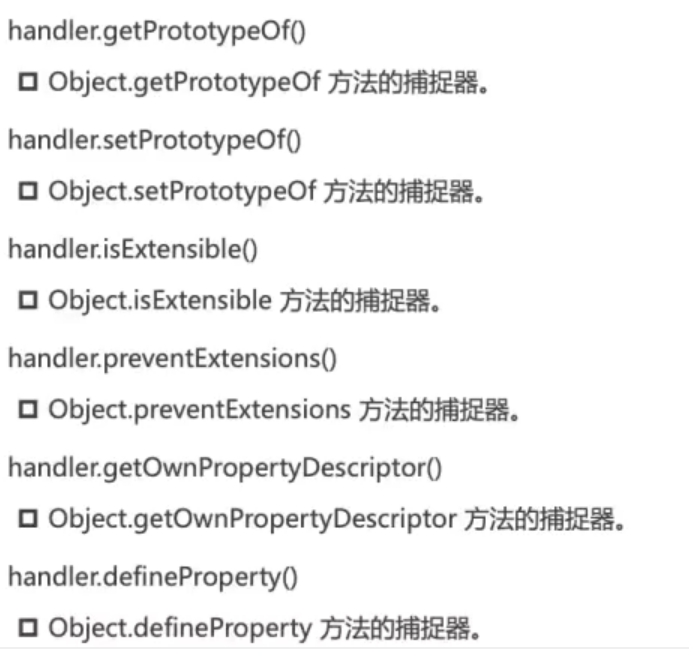 handler.getPrototypeOf()
Object.getPrototypeOf 方法的捕捉器。
handler.setPrototypeOf()
Object.setPrototypeOf 方法的捕捉器。
handler.isExtensible()
Object.isExtensible 方法的捕捉器。
handler.preventExtensions()
Object.preventExtensions 方法的捕捉器。
handler.getOwnPropertyDescriptor()
Object.getOwnPropertyDescriptor 方法的捕捉器。
handler.defineProperty()
Object.defineProperty 方法的捕捉器。